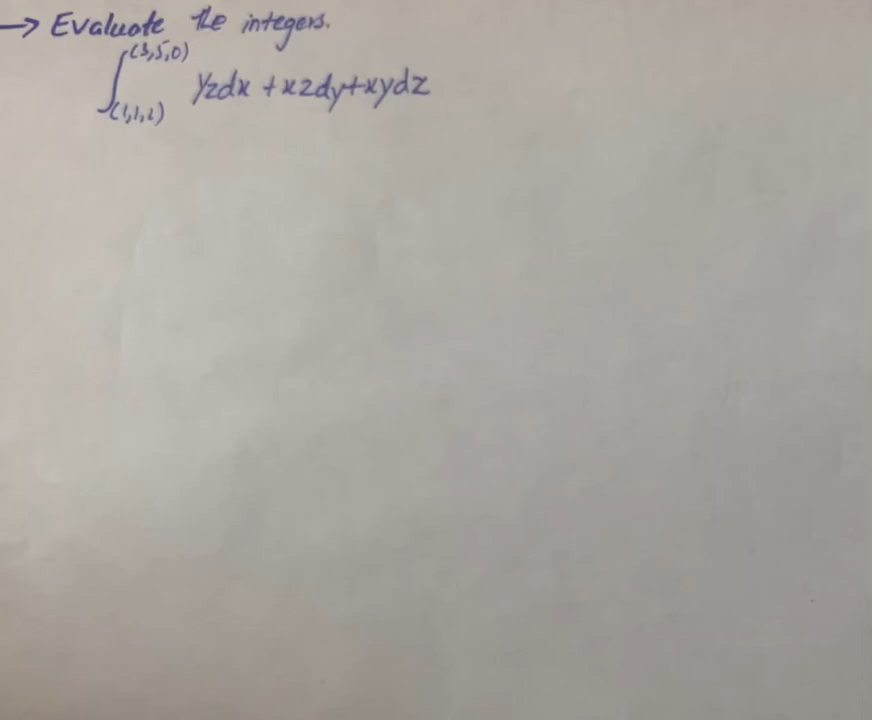 → Evaluate the integers.
∫(1,1,2)^(3,5,0) yzdx + xzdy+xydz